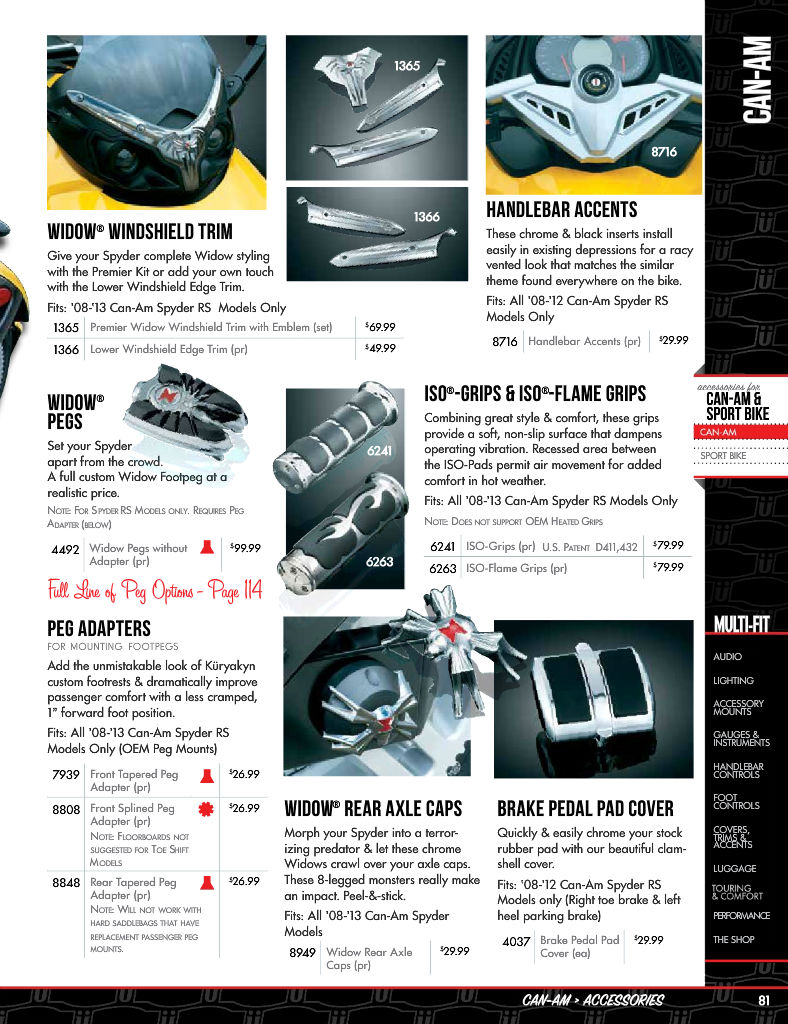 CAN-AM
1365
1366
8716
WIDOW® WINDSHIELD TRIM
Give your Spyder complete Widow styling
with the Premier Kit or add your own touch
with the Lower Windshield Edge Trim.
Fits: '08-'13 Can-Am Spyder RS Models Only
1365 Premier Widow Windshield Trim with Emblem (set) $69.99
1366 Lower Windshield Edge Trim (pr) $49.99
HANDLEBAR ACCENTS
These chrome & black inserts install
easily in existing depressions for a racy
vented look that matches the similar
theme found everywhere on the bike.
Fits: All '08-'12 Can-Am Spyder RS
Models Only
8716 Handlebar Accents (pr) $29.99
WIDOW®
PEGS
Set your Spyder
apart from the crowd.
A full custom Widow Footpeg at a
realistic price.
NOTE: FOR SPYDER RS MODELS ONLY. REQUIRES PEG
ADAPTER (BELOW)
4492 Widow Pegs without $99.99
Adapter (pr)
Full Line of Peg Options - Page 114
6241
6263
ISO®-GRIPS & ISO®-FLAME GRIPS
Combining great style & comfort, these grips
provide a soft, non-slip surface that dampens
operating vibration. Recessed area between
the ISO-Pads permit air movement for added
comfort in hot weather.
Fits: All '08-'13 Can-Am Spyder RS Models Only
NOTE: DOES NOT SUPPORT OEM HEATED GRIPS
6241 ISO-Grips (pr) U.S. PATENT D411,432 $79.99
6263 ISO-Flame Grips (pr) $79.99
PEG ADAPTERS
FOR MOUNTING FOOTPEGS
Add the unmistakable look of Küryakyn
custom footrests & dramatically improve
passenger comfort with a less cramped,
1" forward foot position.
Fits: All '08-'13 Can-Am Spyder RS
Models Only (OEM Peg Mounts)
7939 Front Tapered Peg $26.99
Adapter (pr)
8808 Front Splined Peg $26.99
Adapter (pr)
NOTE: FLOORBOARDS NOT
SUGGESTED FOR TOE SHIFT
MODELS
8848 Rear Tapered Peg $26.99
Adapter (pr)
NOTE: WILL NOT WORK WITH
HARD SADDLEBAGS THAT HAVE
REPLACEMENT PASSENGER PEG
MOUNTS.
WIDOW® REAR AXLE CAPS
Morph your Spyder into a terror-
izing predator & let these chrome
Widows crawl over your axle caps.
These 8-legged monsters really make
an impact. Peel-&-stick.
Fits: All '08-'13 Can-Am Spyder
Models
8949 Widow Rear Axle $29.99
Caps (pr)
BRAKE PEDAL PAD COVER
Quickly & easily chrome your stock
rubber pad with our beautiful clam-
shell cover.
Fits: '08-'12 Can-Am Spyder RS
Models only (Right toe brake & left
heel parking brake)
4037 Brake Pedal Pad $29.99
Cover (ea)
accessories for
CAN-AM &
SPORT BIKE
CAN-AM
SPORT BIKE
MULTI-FIT
AUDIO
LIGHTING
ACCESSORY
MOUNTS
GAUGES &
INSTRUMENTS
HANDLEBAR
CONTROLS
FOOT
CONTROLS
COVERS,
TRIMS &
ACCENTS
LUGGAGE
TOURING
& COMFORT
PERFORMANCE
THE SHOP
CAN-AM > ACCESSORIES
81